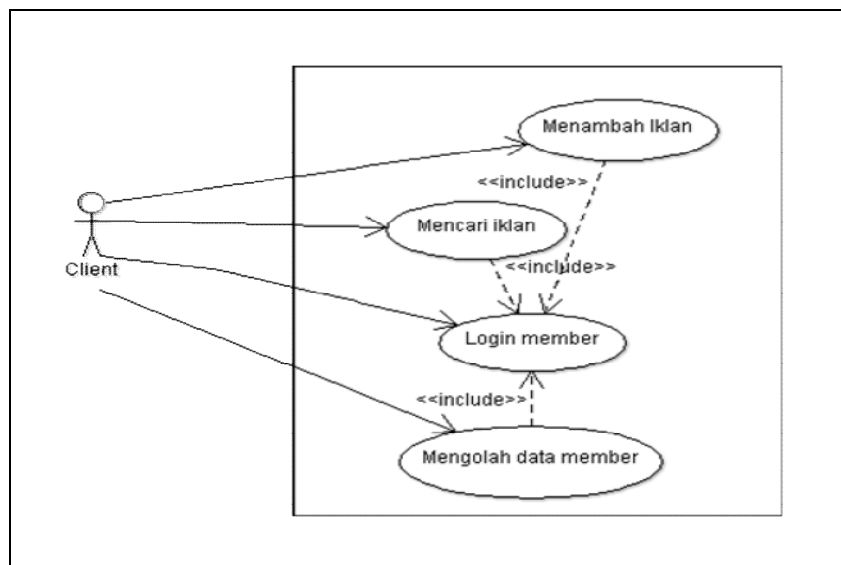 Menambah Iklan
<<include>>
Mencari iklan
Client
<<include>>
Login member
<<include>>
Mengolah data member